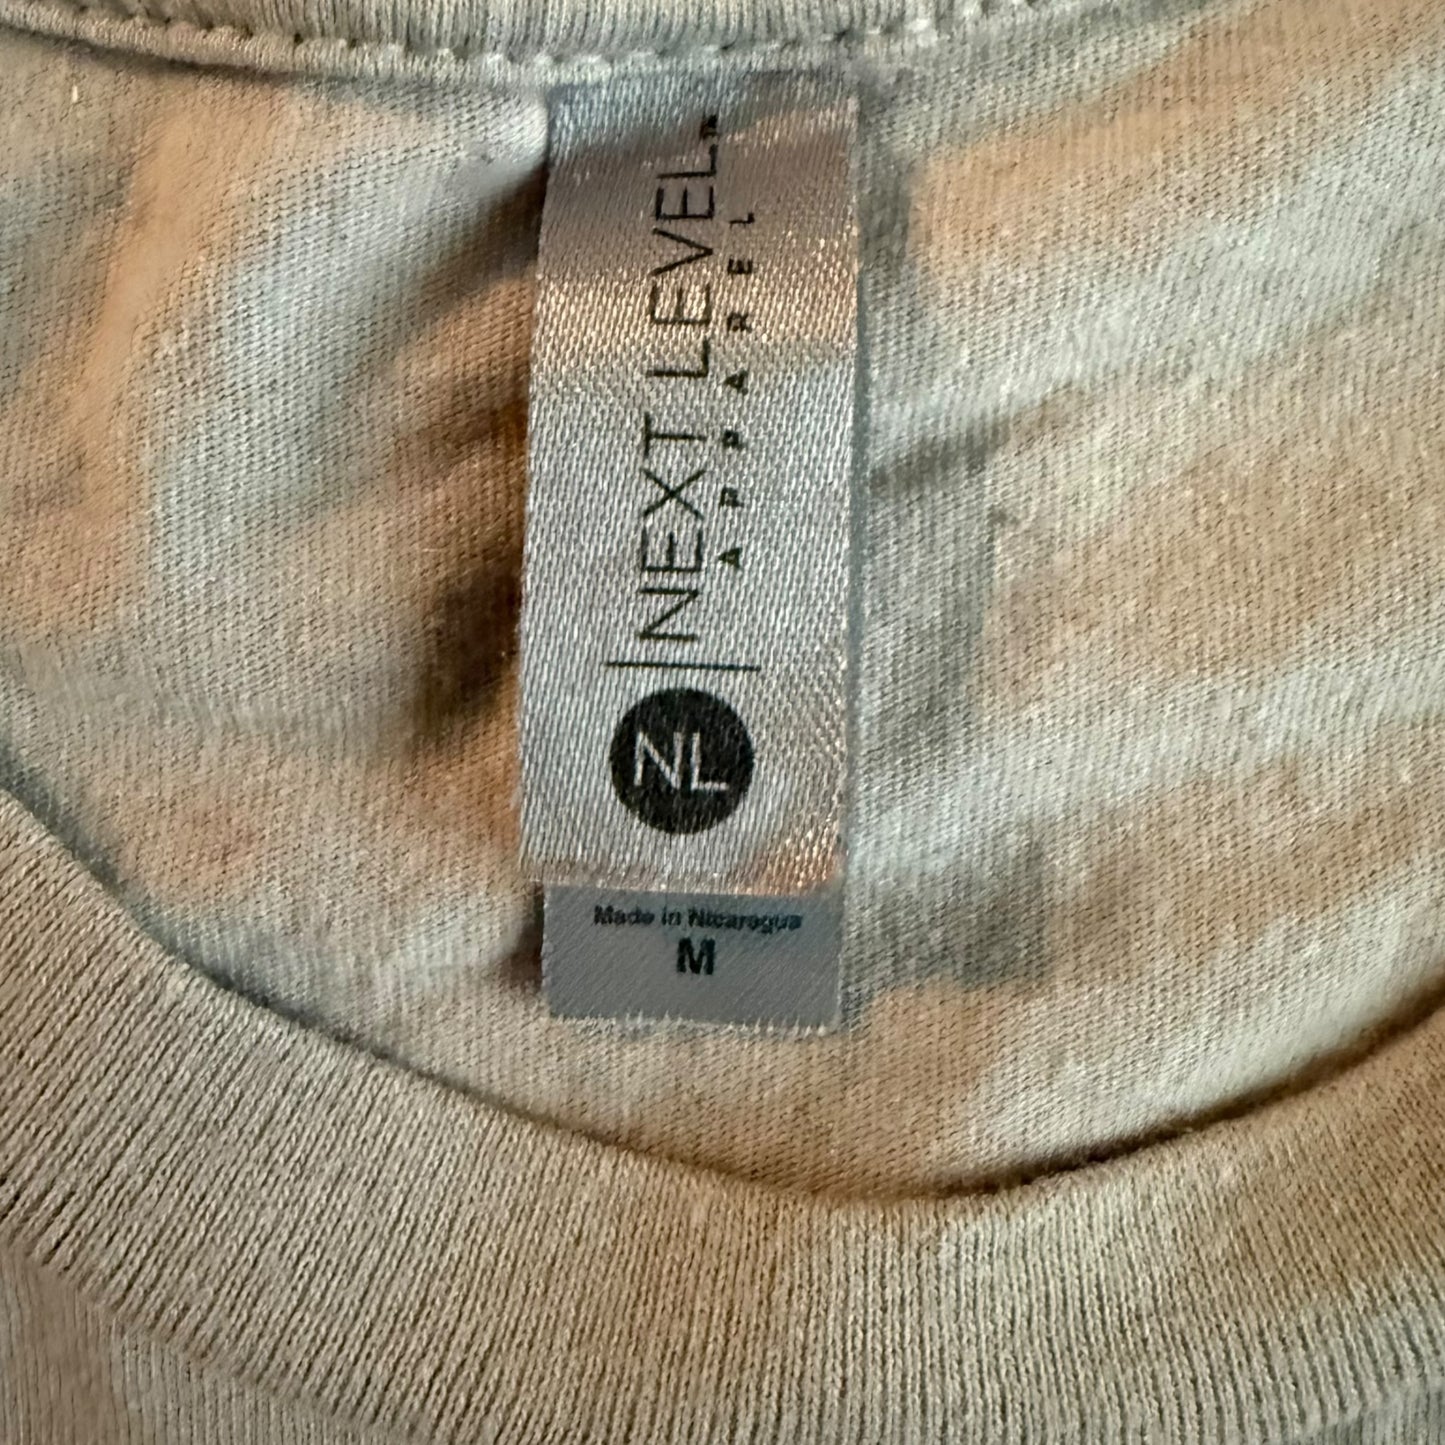 NEXT LEVEL
APPAREL
NL
Made in Nicaragua
M